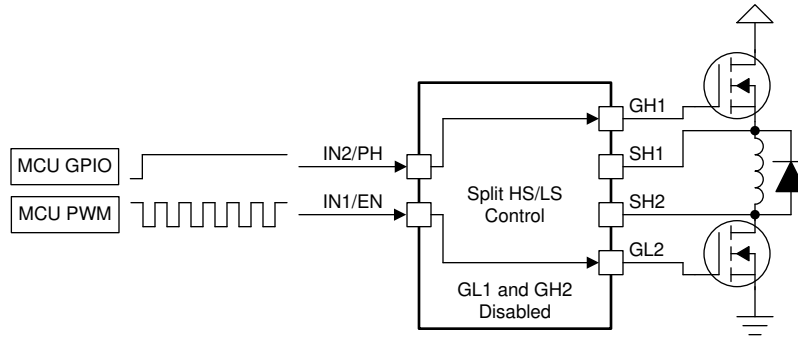 GH1
IN2/PH
MCU GPIO
SH1
Split HS/LS
Control
MCU PWM
IN1/EN
SH2
GL2
GL1 and GH2
Disabled